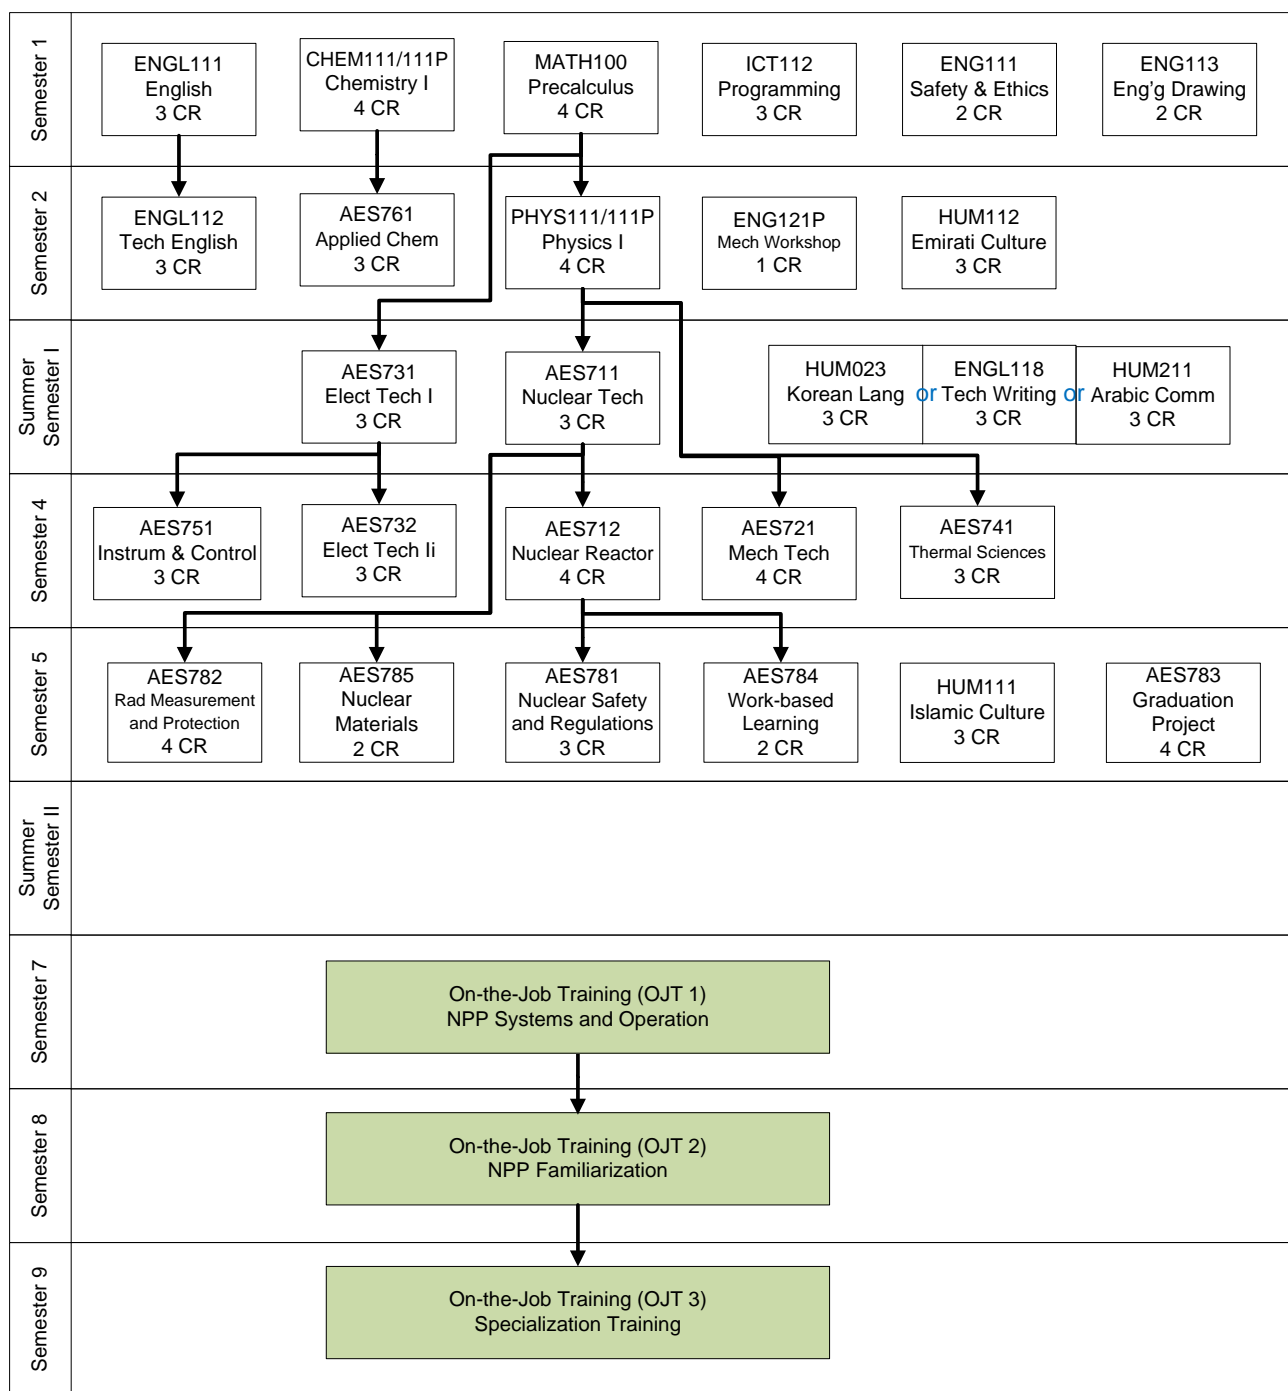 Semester 1
ENGL111
English
3 CR
CHEM111/111P
Chemistry I
4 CR
MATH100
Precalculus
4 CR
ICT112
Programming
3 CR
ENG111
Safety & Ethics
2 CR
ENG113
Eng'g Drawing
2 CR
Semester 2
ENGL112
Tech English
3 CR
AES761
Applied Chem
3 CR
PHYS111/111P
Physics I
4 CR
ENG121P
Mech Workshop
1 CR
HUM112
Emirati Culture
3 CR
Summer
Semester I
AES731
Elect Tech I
3 CR
AES711
Nuclear Tech
3 CR
HUM023
Korean Lang
3 CR
or
ENGL118
Tech Writing
3 CR
or
HUM211
Arabic Comm
3 CR
Semester 4
AES751
Instrum & Control
3 CR
AES732
Elect Tech Ii
3 CR
AES712
Nuclear Reactor
4 CR
AES721
Mech Tech
4 CR
AES741
Thermal Sciences
3 CR
Semester 5
AES782
Rad Measurement
and Protection
4 CR
AES785
Nuclear
Materials
2 CR
AES781
Nuclear Safety
and Regulations
3 CR
AES784
Work-based
Learning
2 CR
HUM111
Islamic Culture
3 CR
AES783
Graduation
Project
4 CR
Summer
Semester II
Semester 7
On-the-Job Training (OJT 1)
NPP Systems and Operation
Semester 8
On-the-Job Training (OJT 2)
NPP Familiarization
Semester 9
On-the-Job Training (OJT 3)
Specialization Training